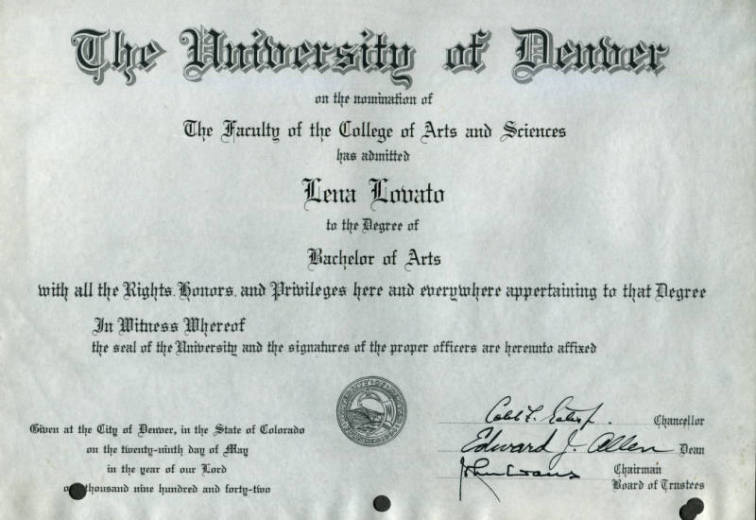 The University of Denver
on the nomination of
The Faculty of the College of Arts and Sciences
has admitted
Lena Lovato
to the Degree of
Bachelor of Arts
with all the Rights, Honors, and Privileges here and everywhere appertaining to that Degree
In Witness Whereof
the seal of the University and the signatures of the proper officers are hereunto affixed
Given at the City of Denver, in the State of Colorado
on the twenty-ninth day of May
in the year of our Lord
thousand nine hundred and forty-two
Chancellor
Edward J. Allen Dean
John Evans Chairman
Board of Trustees